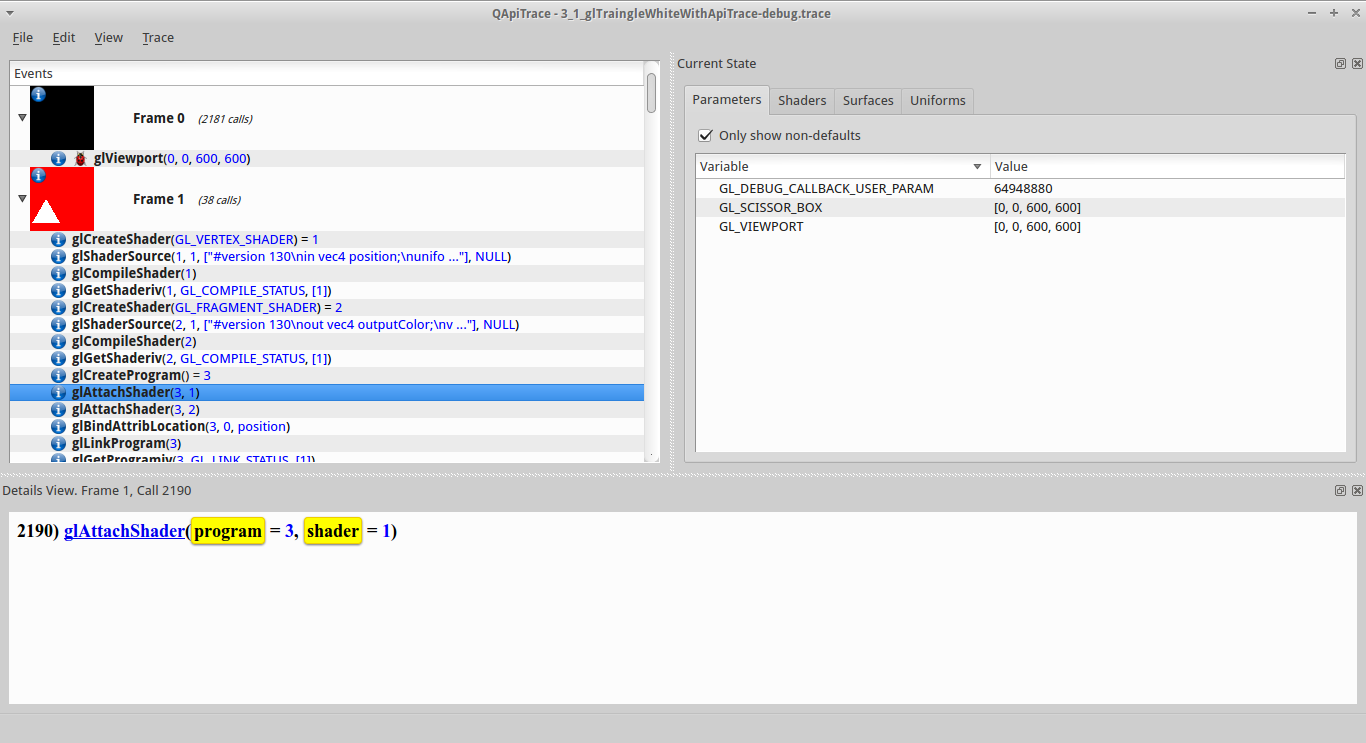 QApiTrace - 3_1_glTraingleWhiteWithApiTrace-debug.trace
File Edit View Trace
Events
Frame 0 (2181 calls)
glViewport(0, 0, 600, 600)
Frame 1 (38 calls)
glCreateShader(GL_VERTEX_SHADER) = 1
glShaderSource(1, 1, ["#version 130\nin vec4 position;\nunifo ..."], NULL)
glCompileShader(1)
glGetShaderiv(1, GL_COMPILE_STATUS, [1])
glCreateShader(GL_FRAGMENT_SHADER) = 2
glShaderSource(2, 1, ["#version 130\nout vec4 outputColor;\nv ..."], NULL)
glCompileShader(2)
glGetShaderiv(2, GL_COMPILE_STATUS, [1])
glCreateProgram() = 3
glAttachShader(3, 1)
glAttachShader(3, 2)
glBindAttribLocation(3, 0, position)
glLinkProgram(3)
glGetProgramiv(3, GL_LINK_STATUS, [1])
Current State
Parameters Shaders Surfaces Uniforms
Only show non-defaults
Variable Value
GL_DEBUG_CALLBACK_USER_PARAM 64948880
GL_SCISSOR_BOX [0, 0, 600, 600]
GL_VIEWPORT [0, 0, 600, 600]
Details View. Frame 1, Call 2190
2190) glAttachShader(program = 3, shader = 1)